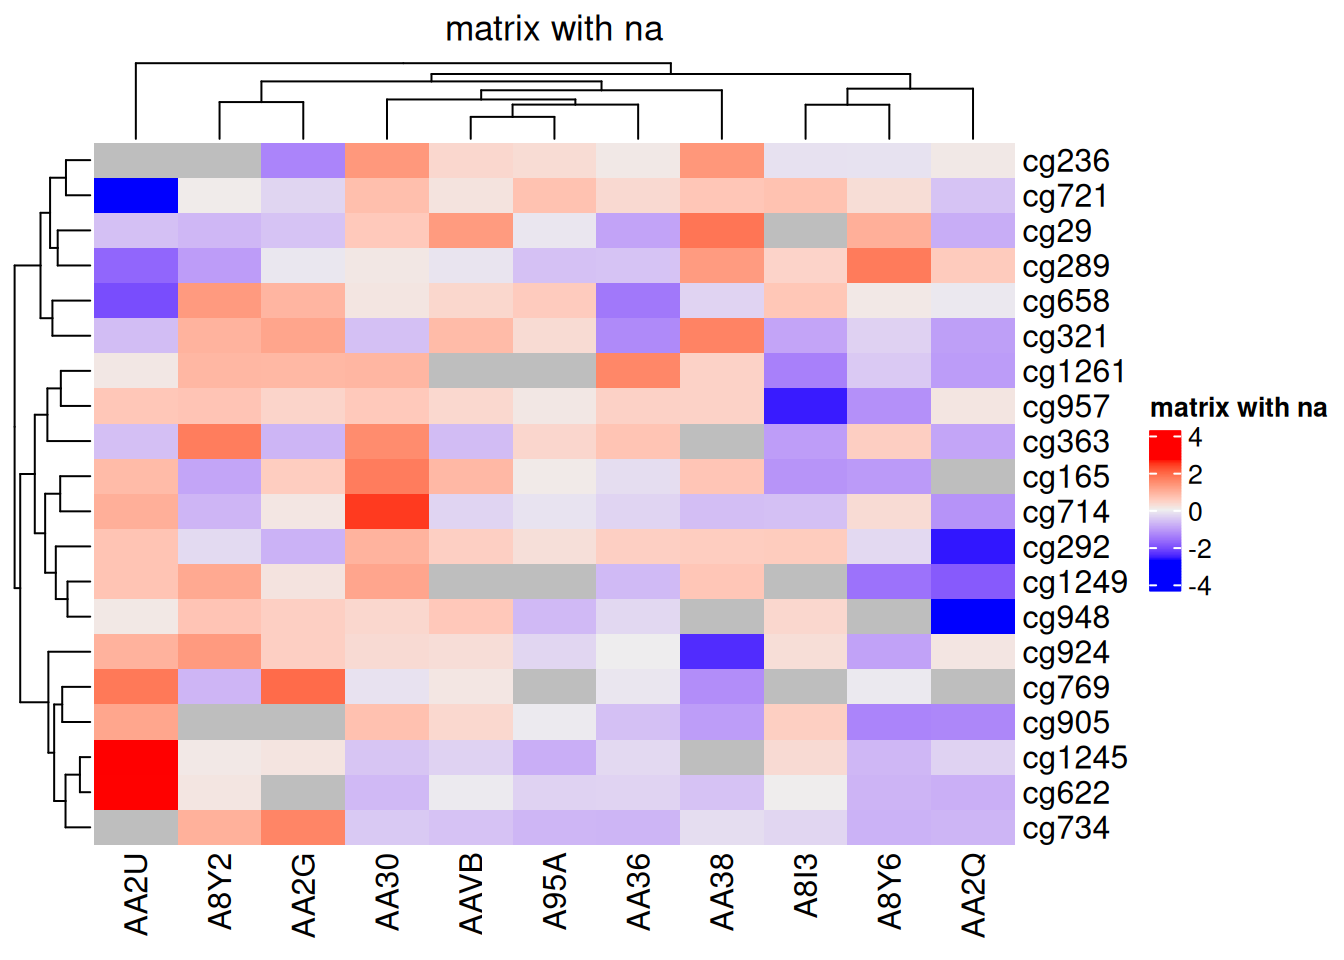 matrix with na
cg236
cg721
cg29
cg289
cg658
cg321
cg1261
cg957
cg363
cg165
cg714
cg292
cg1249
cg948
cg924
cg769
cg905
cg1245
cg622
cg734
matrix with na
4
2
0
-2
-4
AA2U
A8Y2
AA2G
AA30
AAVB
A95A
AA36
AA38
A8I3
A8Y6
AA2Q